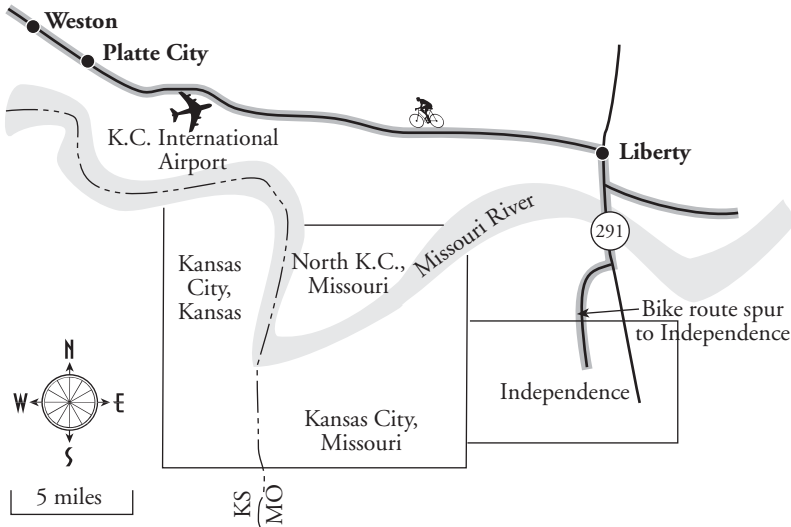 Weston
Platte City
K.C. International
Airport
Liberty
Missouri River
291
Kansas
City,
Kansas
North K.C.,
Missouri
Bike route spur
to Independence
Independence
Kansas City,
Missouri
N
W
E
S
5 miles
KS
MO